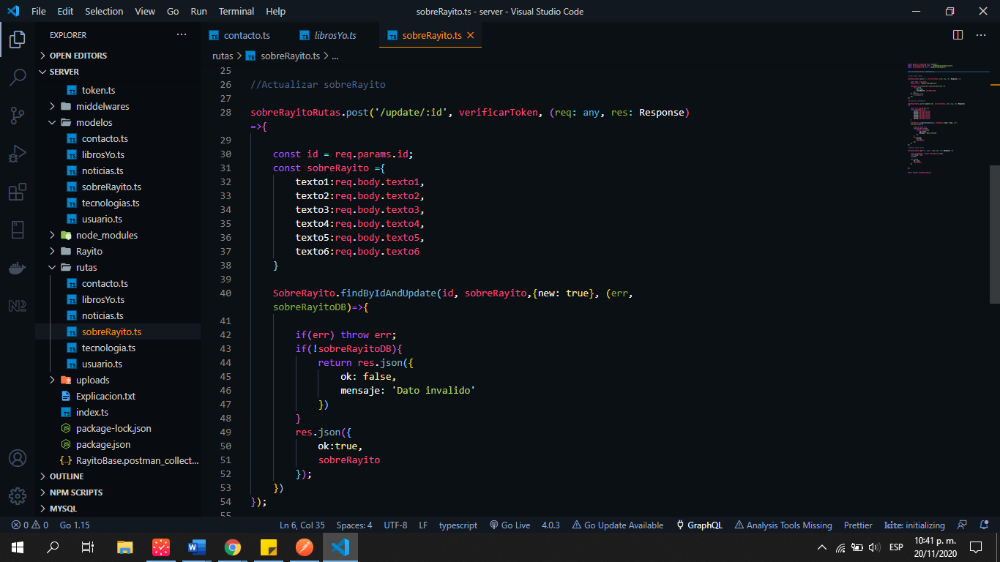 File Edit Selection View Go Run Terminal Help
sobreRayito.ts - server - Visual Studio Code
EXPLORER
OPEN EDITORS
SERVER
token.ts
middelwares
modelos
contacto.ts
librosYo.ts
noticias.ts
sobreRayito.ts
tecnologias.ts
usuario.ts
node_modules
Rayito
rutas
contacto.ts
librosYo.ts
noticias.ts
sobreRayito.ts
tecnologia.ts
usuario.ts
uploads
Explicacion.txt
index.ts
package-lock.json
package.json
RayitoBase.postman_collect...
OUTLINE
NPM SCRIPTS
MYSQL
contacto.ts librosYo.ts sobreRayito.ts
rutas > sobreRayito.ts > ...
25
26 //Actualizar sobreRayito
27
28 sobreRayitoRutas.post('/update/:id', verificarToken, (req: any, res: Response)
=>{
29
30 const id = req.params.id;
31 const sobreRayito ={
32 texto1:req.body.texto1,
33 texto2:req.body.texto2,
34 texto3:req.body.texto3,
35 texto4:req.body.texto4,
36 texto5:req.body.texto5,
37 texto6:req.body.texto6
38 }
39
40 SobreRayito.findByIdAndUpdate(id, sobreRayito,{new: true}, (err,
sobreRayitoDB)=>{
41
42 if(err) throw err;
43 if(!sobreRayitoDB){
44 return res.json({
45 ok: false,
46 mensaje: 'Dato invalido'
47 })
48 }
49 res.json({
50 ok:true,
51 sobreRayito
52 });
53 })
54 });
55
0 0 Go 1.15 Ln 6, Col 35 Spaces: 4 UTF-8 LF typescript Go Live 4.0.3 Go Update Available GraphQL Analysis Tools Missing Prettier kite: initializing
ESP
10:41 p. m.
20/11/2020